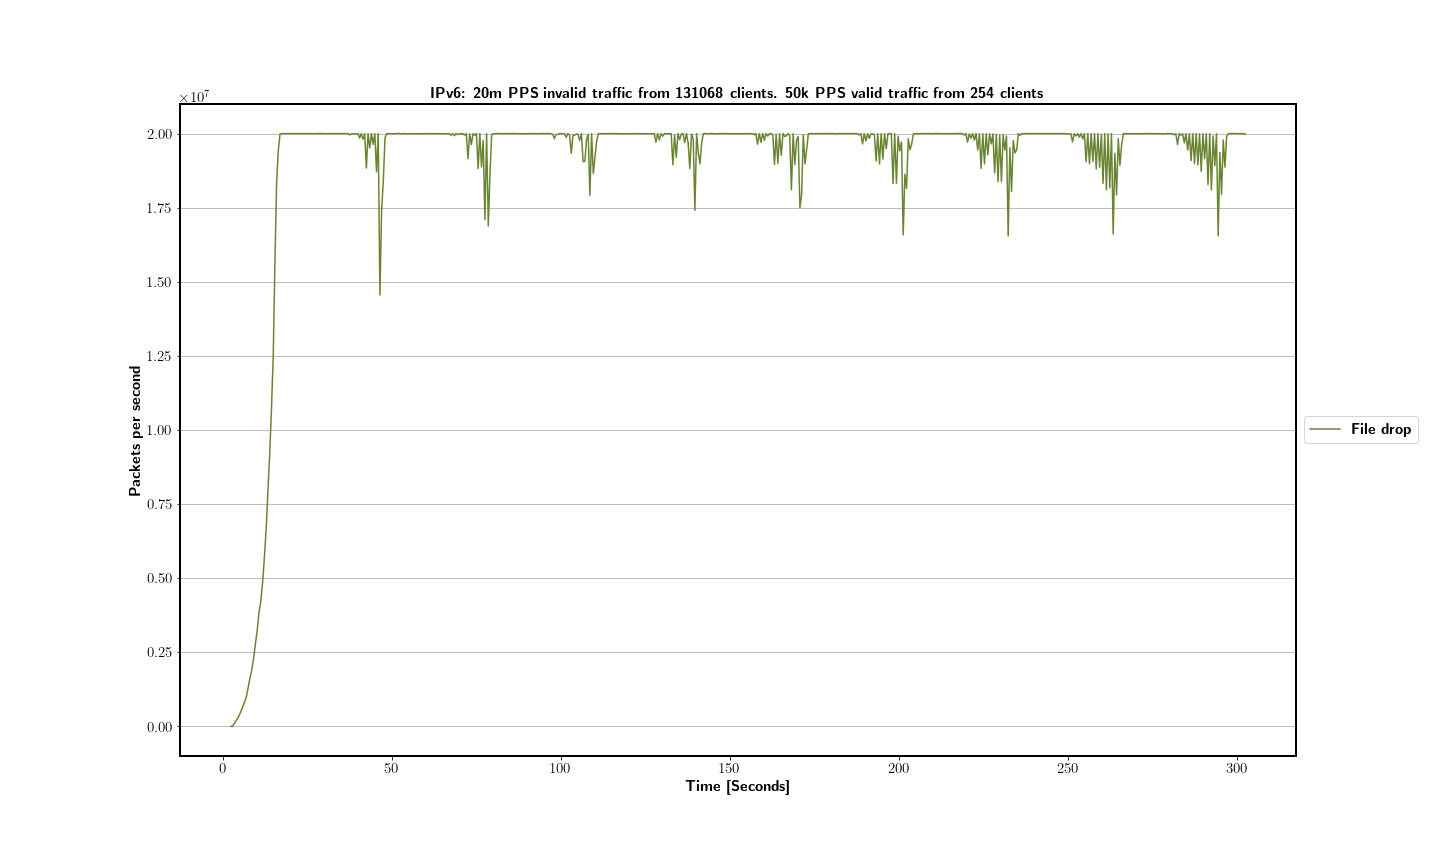 IPv6: 20m PPS invalid traffic from 131068 clients. 50k PPS valid traffic from 254 clients
×10⁷
2.00
1.75
1.50
1.25
1.00
0.75
0.50
0.25
0.00
Packets per second
File drop
0 50 100 150 200 250 300
Time [Seconds]